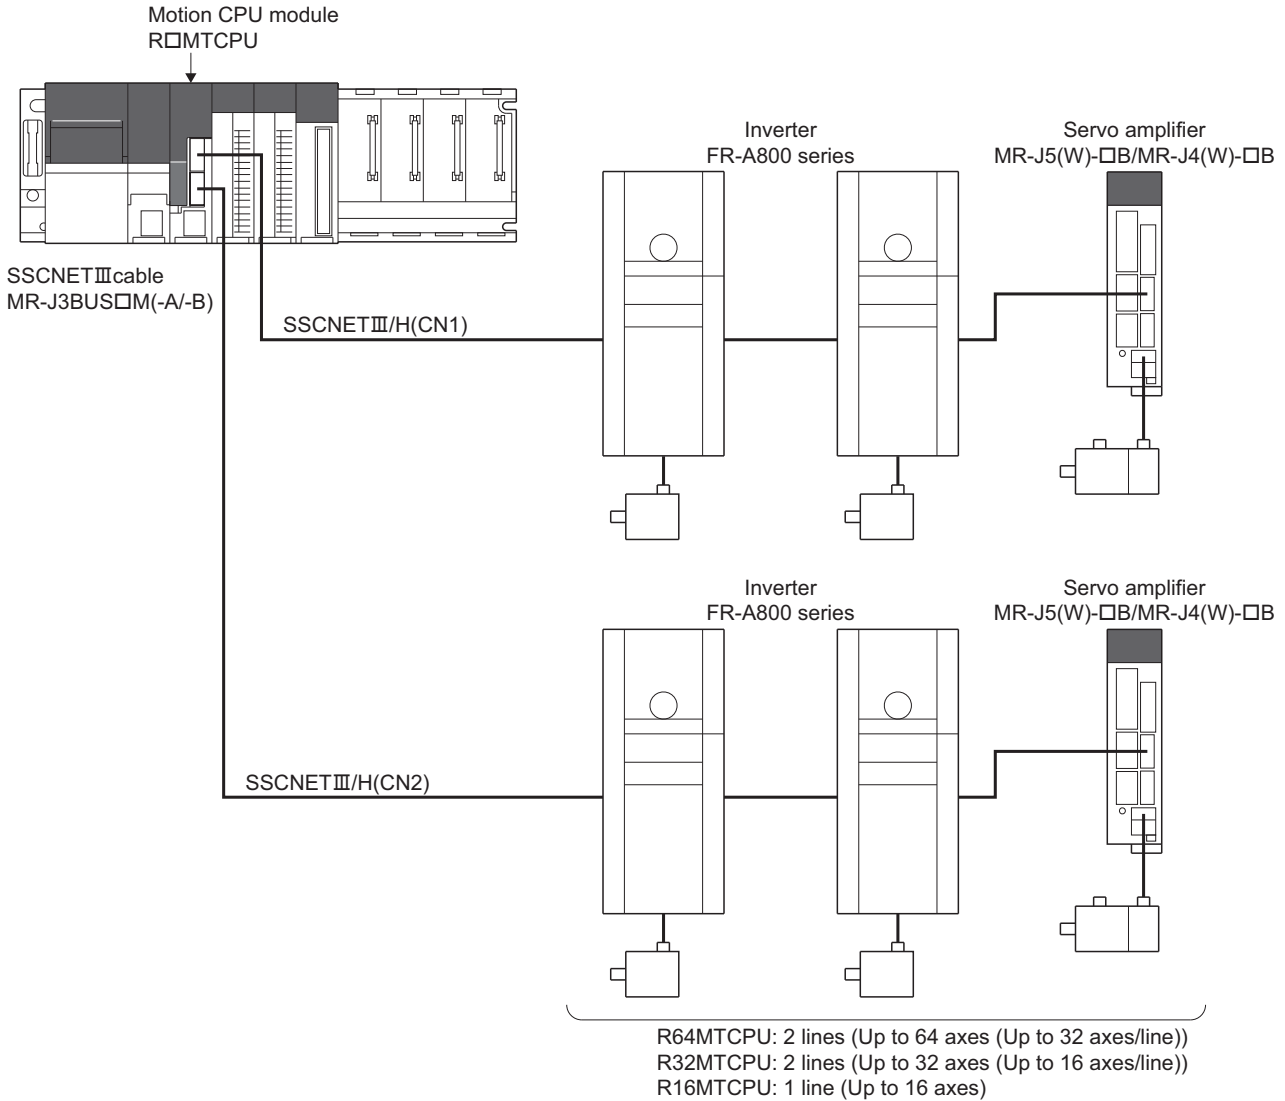 Motion CPU module
R□MTCPU
Inverter
FR-A800 series
Servo amplifier
MR-J5(W)-□B/MR-J4(W)-□B
SSCNETⅢcable
MR-J3BUS□M(-A/-B)
SSCNETⅢ/H(CN1)
Inverter
FR-A800 series
Servo amplifier
MR-J5(W)-□B/MR-J4(W)-□B
SSCNETⅢ/H(CN2)
R64MTCPU: 2 lines (Up to 64 axes (Up to 32 axes/line))
R32MTCPU: 2 lines (Up to 32 axes (Up to 16 axes/line))
R16MTCPU: 1 line (Up to 16 axes)